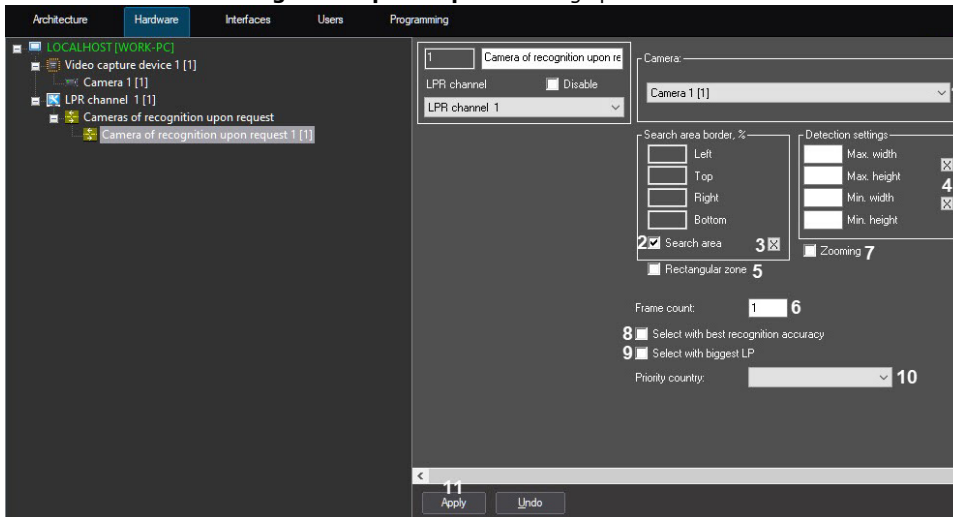 Architecture Hardware Interfaces Users Programming
LOCALHOST [WORK-PC]
Video capture device 1 [1]
Camera 1 [1]
LPR channel 1 [1]
Cameras of recognition upon request
Camera of recognition upon request 1 [1]
1 Camera of recognition upon re
LPR channel Disable
LPR channel 1
Camera:
Camera 1 [1]
Search area border, %
Left
Top
Right
Bottom
2 Search area 3 X
5 Rectangular zone
Detection settings
Max. width
Max. height
Min. width
Min. height
X
4
X
Zooming 7
Frame count: 1 6
8 Select with best recognition accuracy
9 Select with biggest LP
Priority country: 10
<
11
Apply Undo